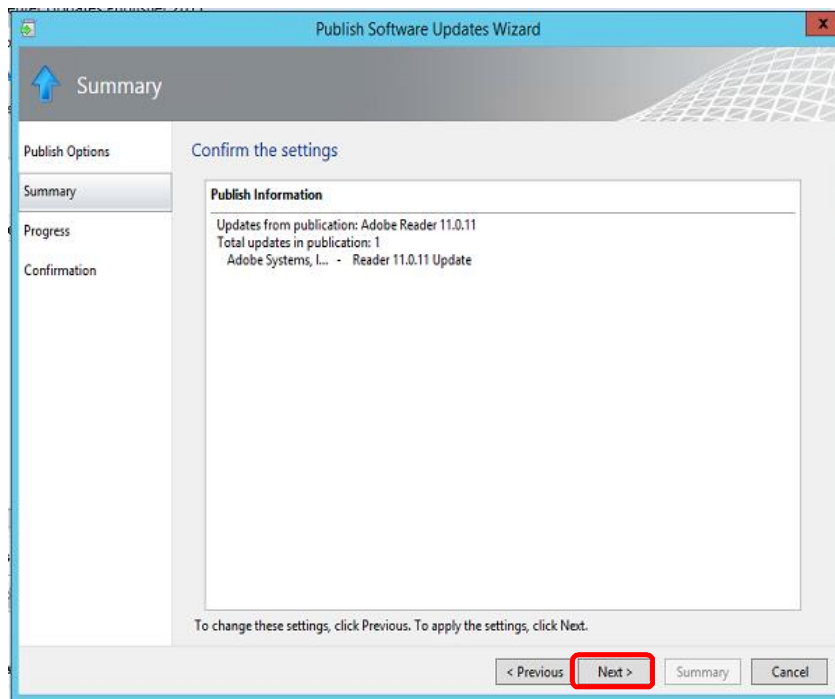 Publish Software Updates Wizard
x
Summary
Publish Options
Summary
Progress
Confirmation
Confirm the settings
Publish Information
Updates from publication: Adobe Reader 11.0.11
Total updates in publication: 1
Adobe Systems, I... - Reader 11.0.11 Update
To change these settings, click Previous. To apply the settings, click Next.
< Previous
Next >
Summary
Cancel